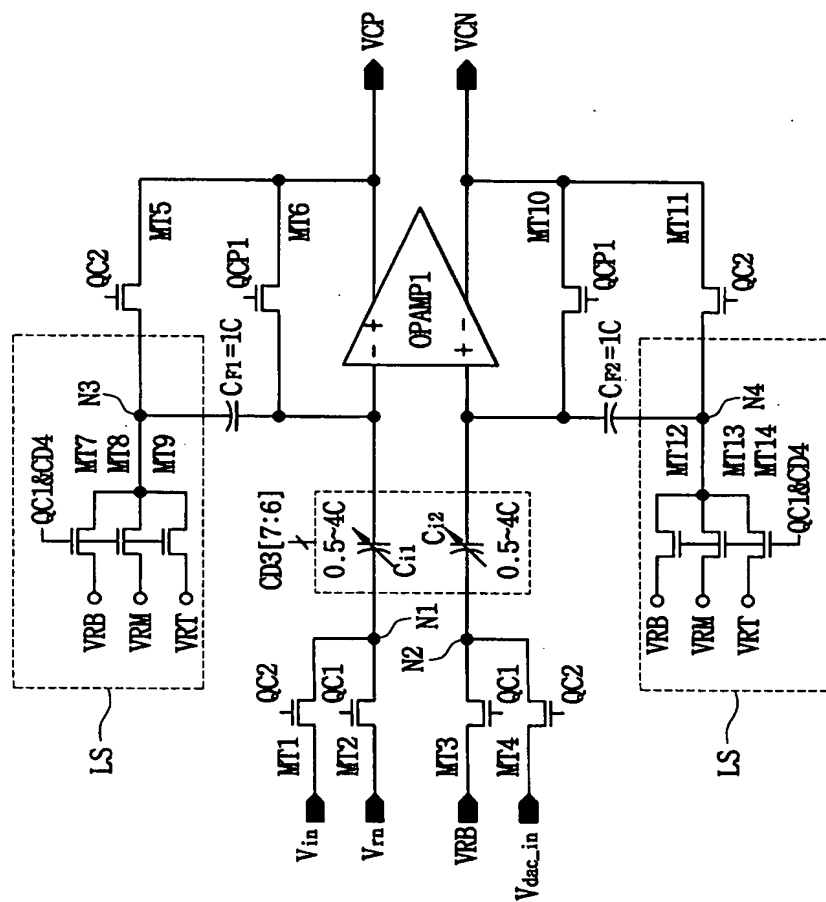 LS
QC1&CD4
VRB
VRM
VRT
MT7
MT8
MT9
N3
QC2
MT5
CF1=1C
QCP1
MT6
VCP
Vin
Vrn
MT1
QC2
MT2
QC1
N1
CD3[7:6]
0.5~4C
Ci1
- +
OPAMP1
+ -
VCN
VRB
Vdac_in
MT3
QC1
MT4
QC2
N2
Ci2
0.5~4C
CF2=1C
QCP1
MT10
QC2
MT11
N4
MT12
MT13
MT14
VRB
VRM
VRT
QC1&CD4
LS